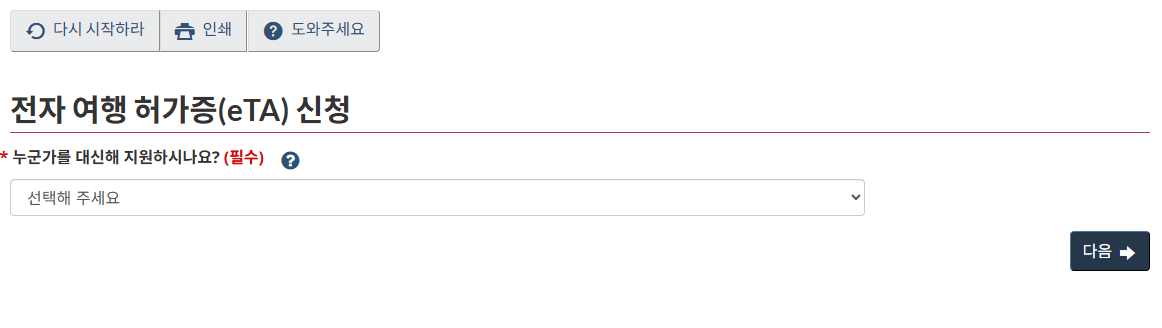 다시 시작하라 인쇄 ? 도와주세요
전자 여행 허가증(eTA) 신청
* 누군가를 대신해 지원하시나요? (필수) ?
선택해 주세요
다음